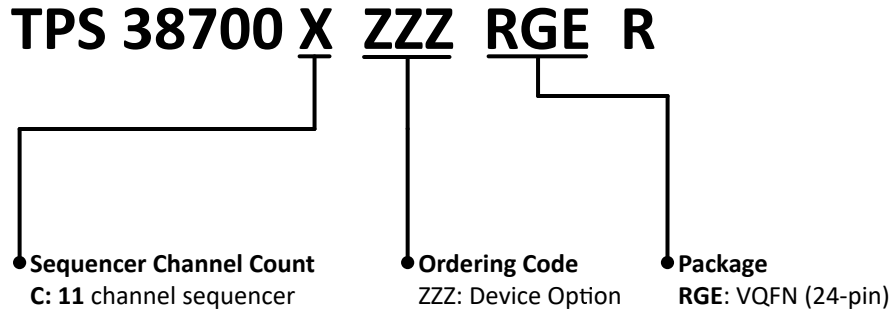 TPS 38700 X ZZZ RGE R
Sequencer Channel Count
C: 11 channel sequencer
Ordering Code
ZZZ: Device Option
Package
RGE: VQFN (24-pin)